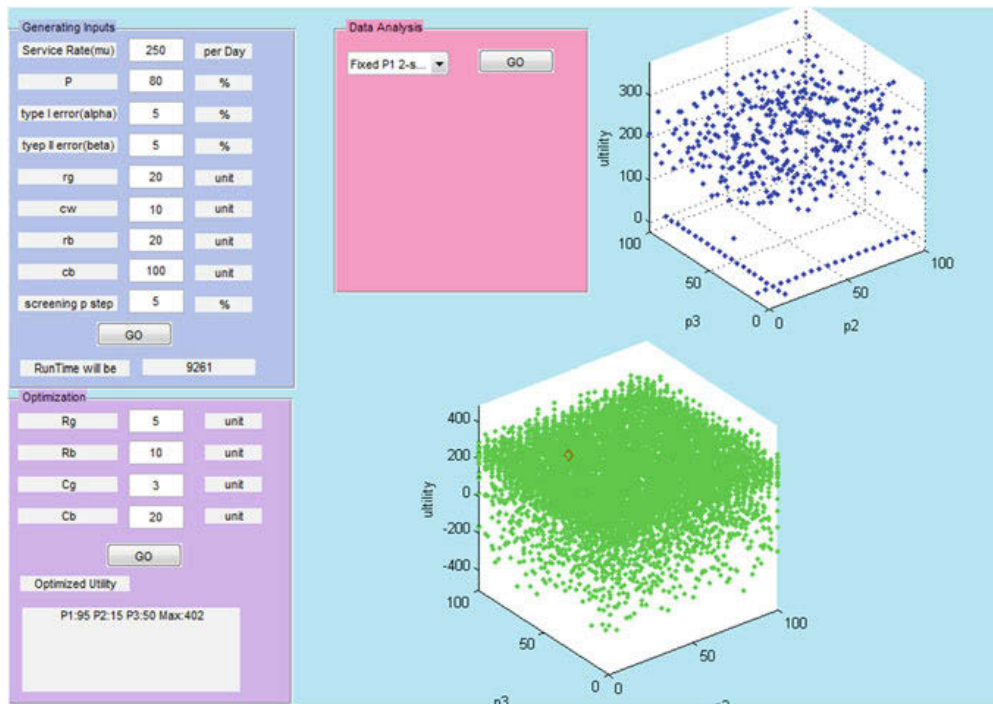 Generating Inputs
Service Rate(mu) 250 per Day
P 80 %
type I error(alpha) 5 %
tyep II error(beta) 5 %
rg 20 unit
cw 10 unit
rb 20 unit
cb 100 unit
screening p step 5 %
GO
RunTime will be 9261
Optimization
Rg 5 unit
Rb 10 unit
Cg 3 unit
Cb 20 unit
GO
Optimized Utility
P1:95 P2:15 P3:50 Max:402
Data Analysis
Fixed P1 2-s... GO
300
200
100
0
ultility
100
50
0
p3
0
50
100
p2
400
200
0
-200
-400
ultility
100
50
0
p3
0
50
100